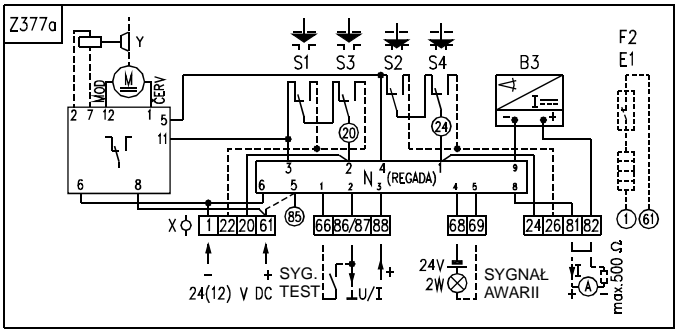 Z377a
Y
M
MOD
CERV
2 7 12 1
5
11
6 8
S1 S3 S2 S4
20
24
B3
I
− +
F2
E1
1 61
3 2 4 1 9
N (REGADA)
6 5 1 2 3 4 5 8
85
X 1 22 20 61 66 86/87 88 68 69 24 26 81 82
− +
24(12) V DC
SYG.
TEST
U/I
+
24V
2W
SYGNAŁ
AWARII
I
+ A −
max.500 Ω